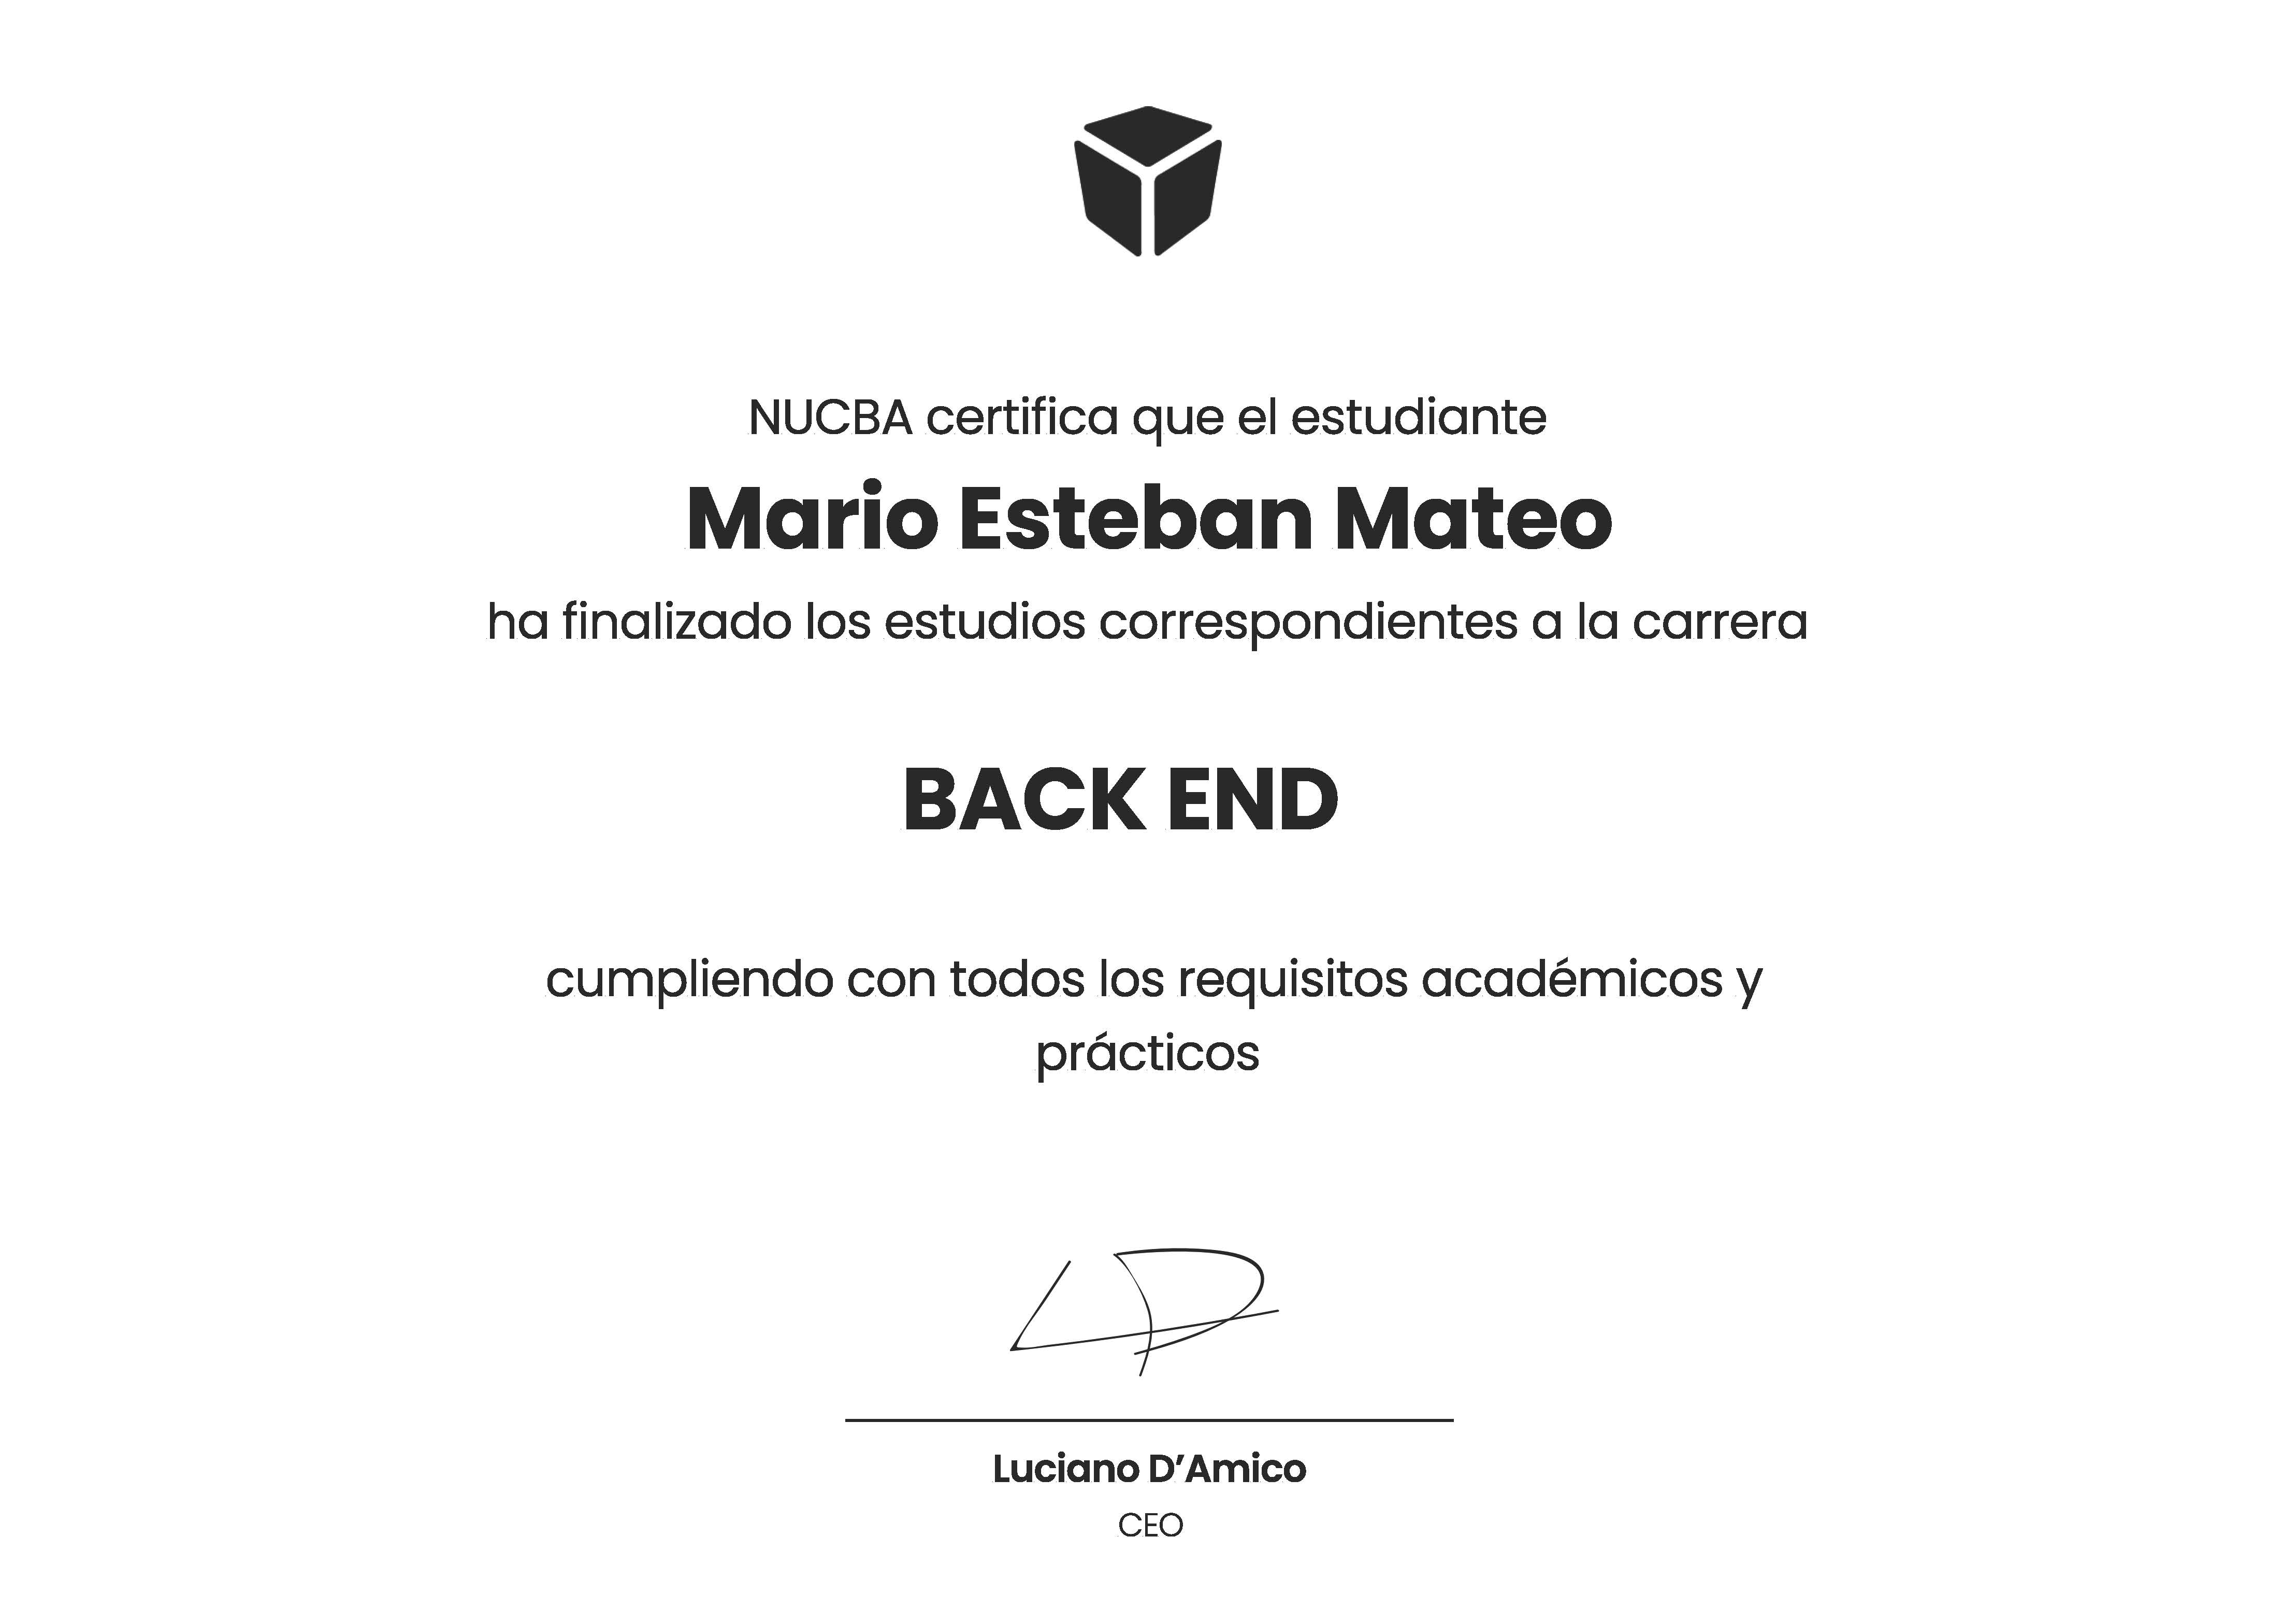 NUCBA certifica que el estudiante
Mario Esteban Mateo
ha finalizado los estudios correspondientes a la carrera
BACK END
cumpliendo con todos los requisitos académicos y
prácticos
Luciano D’Amico
CEO